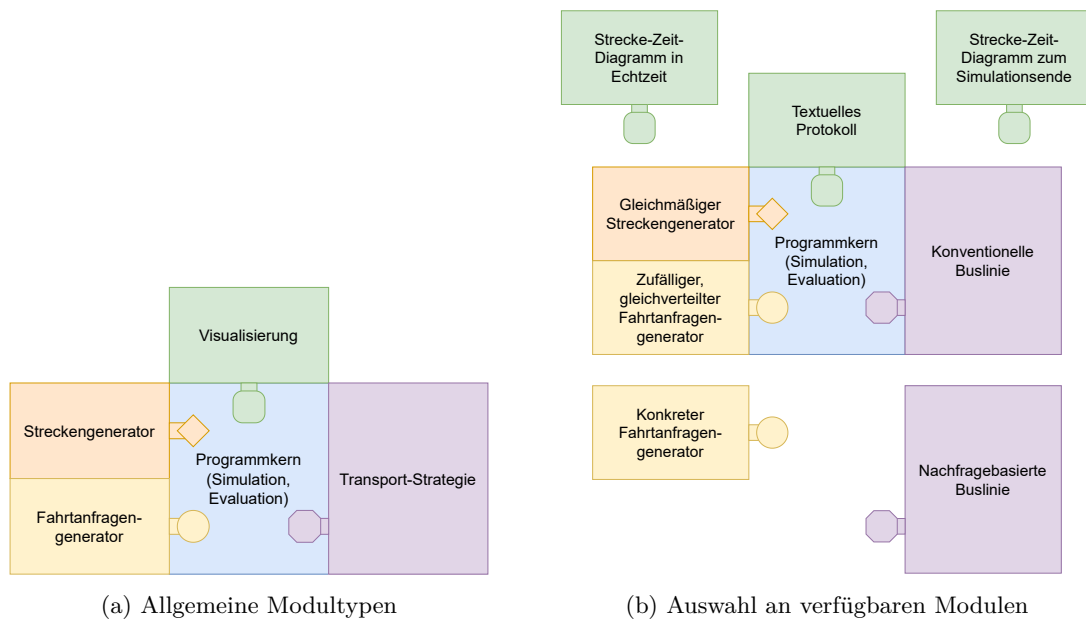 Visualisierung
Streckengenerator
Programmkern
(Simulation,
Evaluation)
Transport-Strategie
Fahrtanfragen-
generator
(a) Allgemeine Modultypen
Strecke-Zeit-
Diagramm in
Echtzeit
Textuelles
Protokoll
Strecke-Zeit-
Diagramm zum
Simulationsende
Gleichmäßiger
Streckengenerator
Programmkern
(Simulation,
Evaluation)
Konventionelle
Buslinie
Zufälliger,
gleichverteilter
Fahrtanfragen-
generator
Konkreter
Fahrtanfragen-
generator
Nachfragebasierte
Buslinie
(b) Auswahl an verfügbaren Modulen